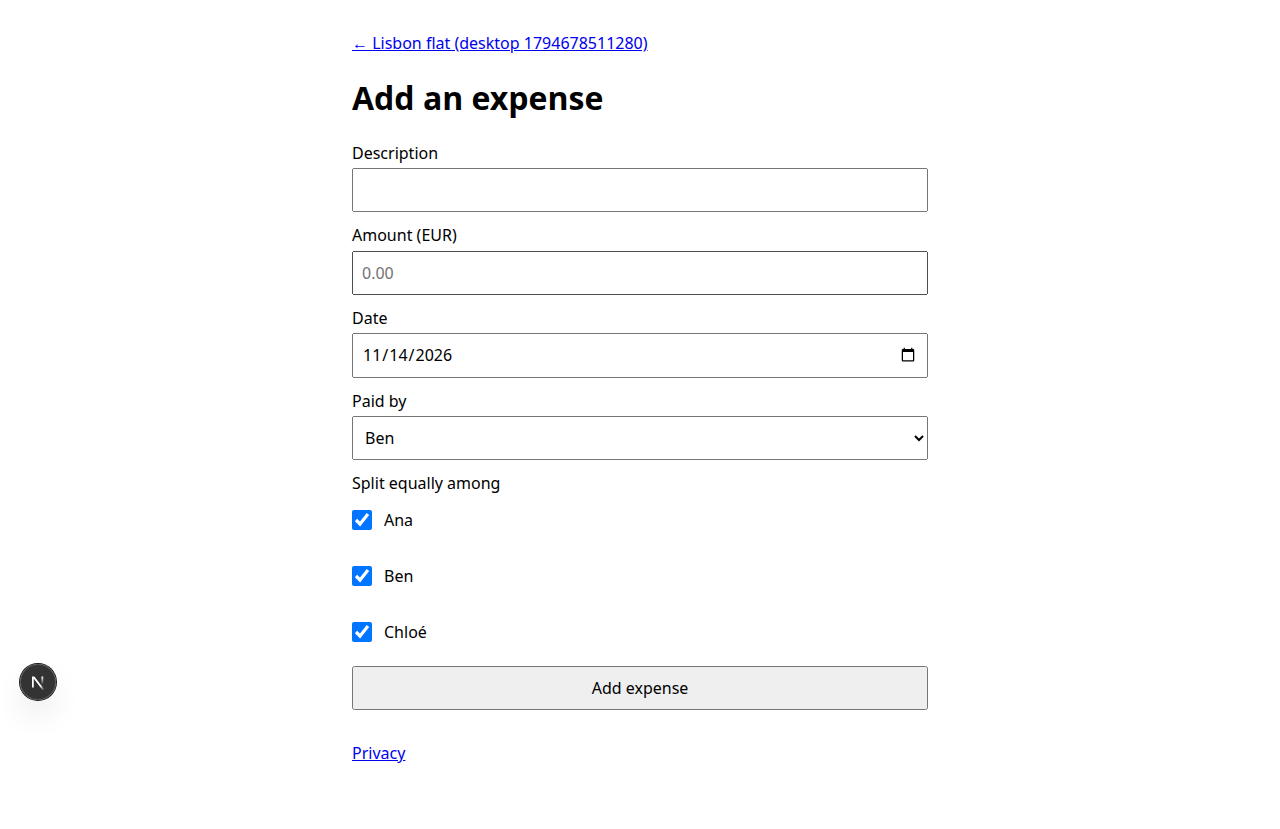 ← Lisbon flat (desktop 1794678511280)
Add an expense
Description
Amount (EUR)
0.00
Date
11/14/2026
Paid by
Ben
Split equally among
Ana
Ben
Chloé
N
Add expense
Privacy